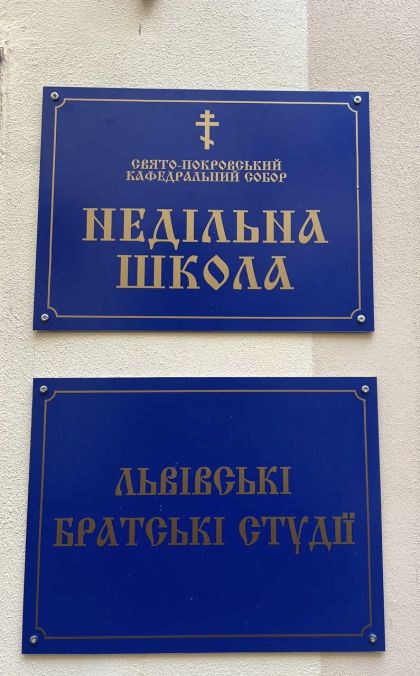 СВЯТО-ПОКРОВСЬКИЙ
КАФЕДРАЛЬНИЙ СОБОР
НЕДІЛЬНА
ШКОЛА
ЛЬВІВСЬКІ
БРАТСЬКІ СТУДІЇ